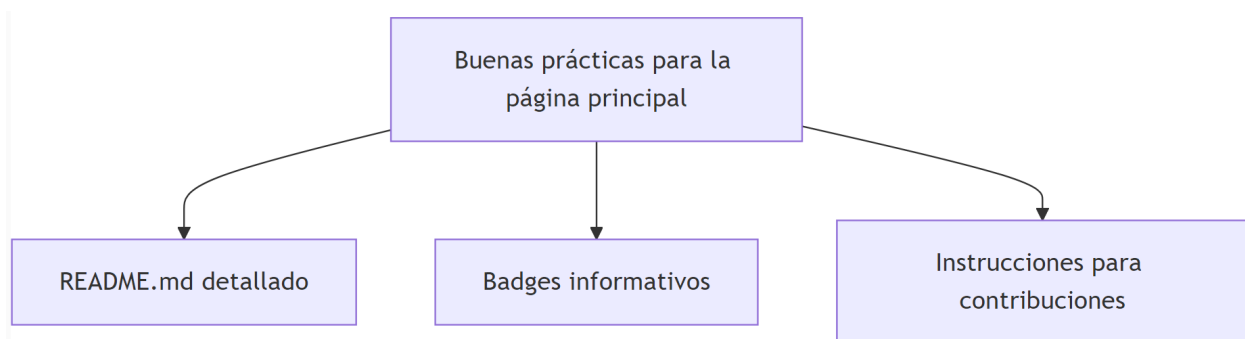 Buenas prácticas para la
página principal
README.md detallado
Badges informativos
Instrucciones para
contribuciones